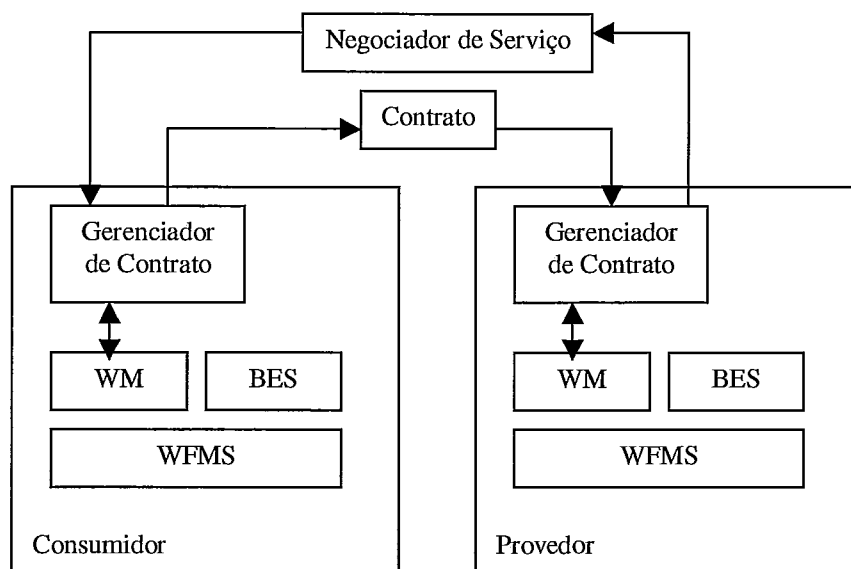 Negociador de Serviço
Contrato
Gerenciador
de Contrato
WM
BES
WFMS
Consumidor
Gerenciador
de Contrato
WM
BES
WFMS
Provedor